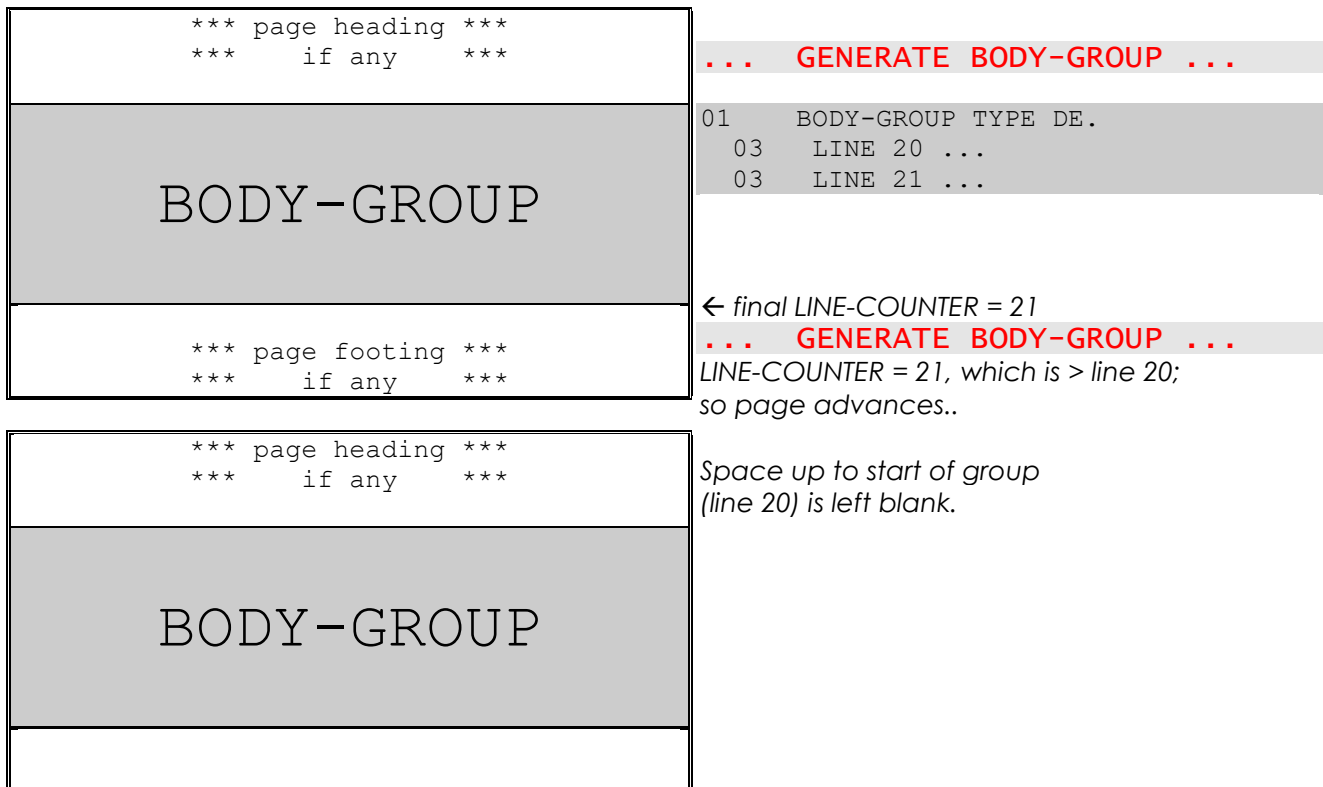 *** page heading ***
*** if any ***
... GENERATE BODY-GROUP ...
01 BODY-GROUP TYPE DE.
03 LINE 20 ...
03 LINE 21 ...
BODY-GROUP
← final LINE-COUNTER = 21
... GENERATE BODY-GROUP ...
*** page footing ***
*** if any ***
LINE-COUNTER = 21, which is > line 20;
so page advances..
*** page heading ***
*** if any ***
Space up to start of group
(line 20) is left blank.
BODY-GROUP